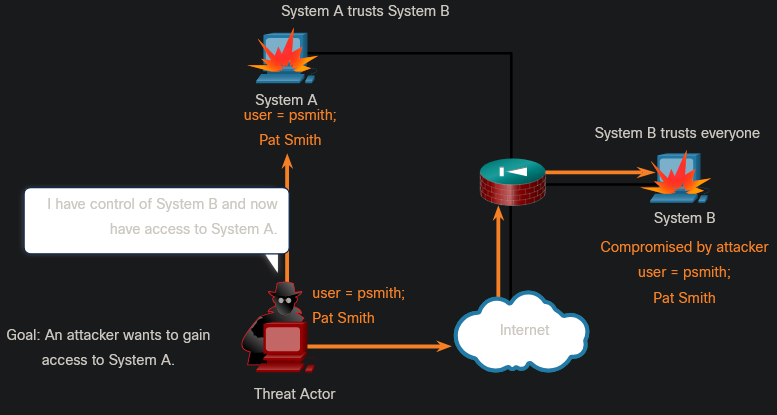 System A trusts System B
System A
user = psmith;
Pat Smith
System B trusts everyone
System B
Compromised by attacker
user = psmith;
Pat Smith
I have control of System B and now
have access to System A.
user = psmith;
Pat Smith
Goal: An attacker wants to gain
access to System A.
Internet
Threat Actor